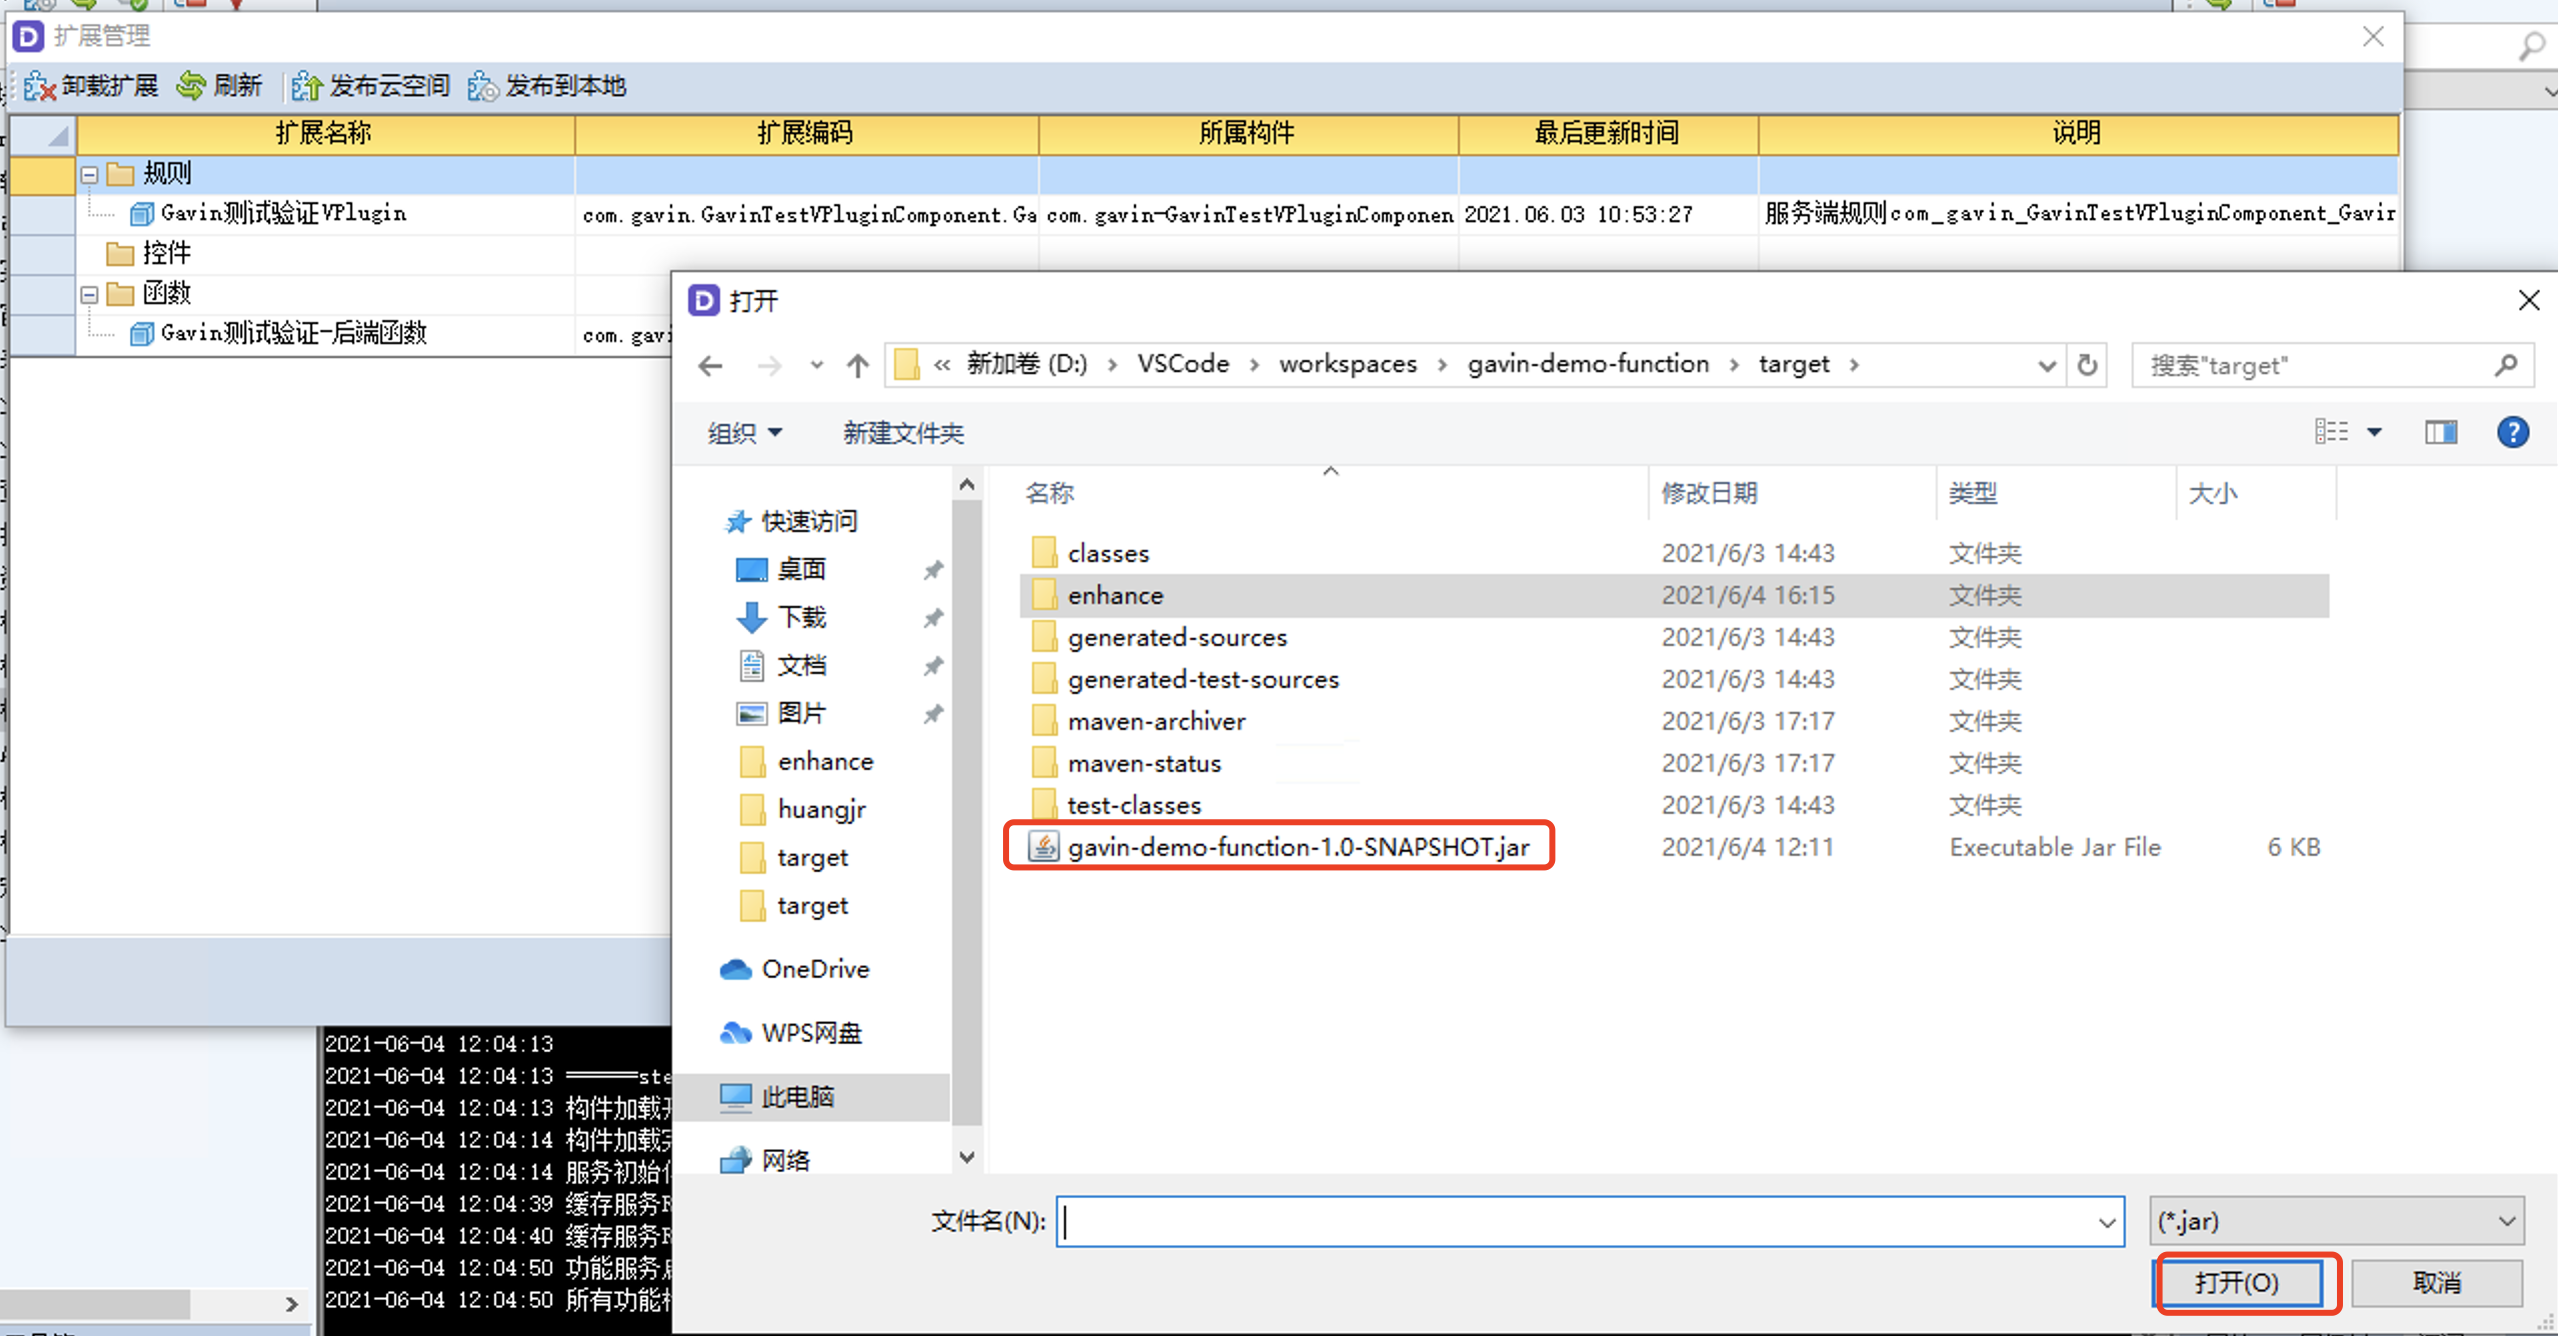 扩展管理
卸载扩展 刷新 发布云空间 发布到本地
扩展名称 扩展编码 所属构件 最后更新时间 说明
规则
Gavin测试验证VPlugin com.gavin.GavinTestVPluginComponent.Ga com.gavin-GavinTestVPluginComponen 2021.06.03 10:53:27 服务端规则com_gavin_GavinTestVPluginComponent_Gavir
控件
函数
Gavin测试验证-后端函数 com.gavi
打开
« 新加卷 (D:) › VSCode › workspaces › gavin-demo-function › target ›
搜索"target"
组织 新建文件夹
名称 修改日期 类型 大小
快速访问
桌面
下载
文档
图片
enhance
huangjr
target
target
OneDrive
WPS网盘
此电脑
网络
classes 2021/6/3 14:43 文件夹
enhance 2021/6/4 16:15 文件夹
generated-sources 2021/6/3 14:43 文件夹
generated-test-sources 2021/6/3 14:43 文件夹
maven-archiver 2021/6/3 17:17 文件夹
maven-status 2021/6/3 17:17 文件夹
test-classes 2021/6/3 14:43 文件夹
gavin-demo-function-1.0-SNAPSHOT.jar 2021/6/4 12:11 Executable Jar File 6 KB
文件名(N): (*.jar)
打开(O) 取消
2021-06-04 12:04:13
2021-06-04 12:04:13 ══════ste
2021-06-04 12:04:13 构件加载
2021-06-04 12:04:14 构件加载
2021-06-04 12:04:14 服务初始
2021-06-04 12:04:39 缓存服务
2021-06-04 12:04:40 缓存服务
2021-06-04 12:04:50 功能服务
2021-06-04 12:04:50 所有功能